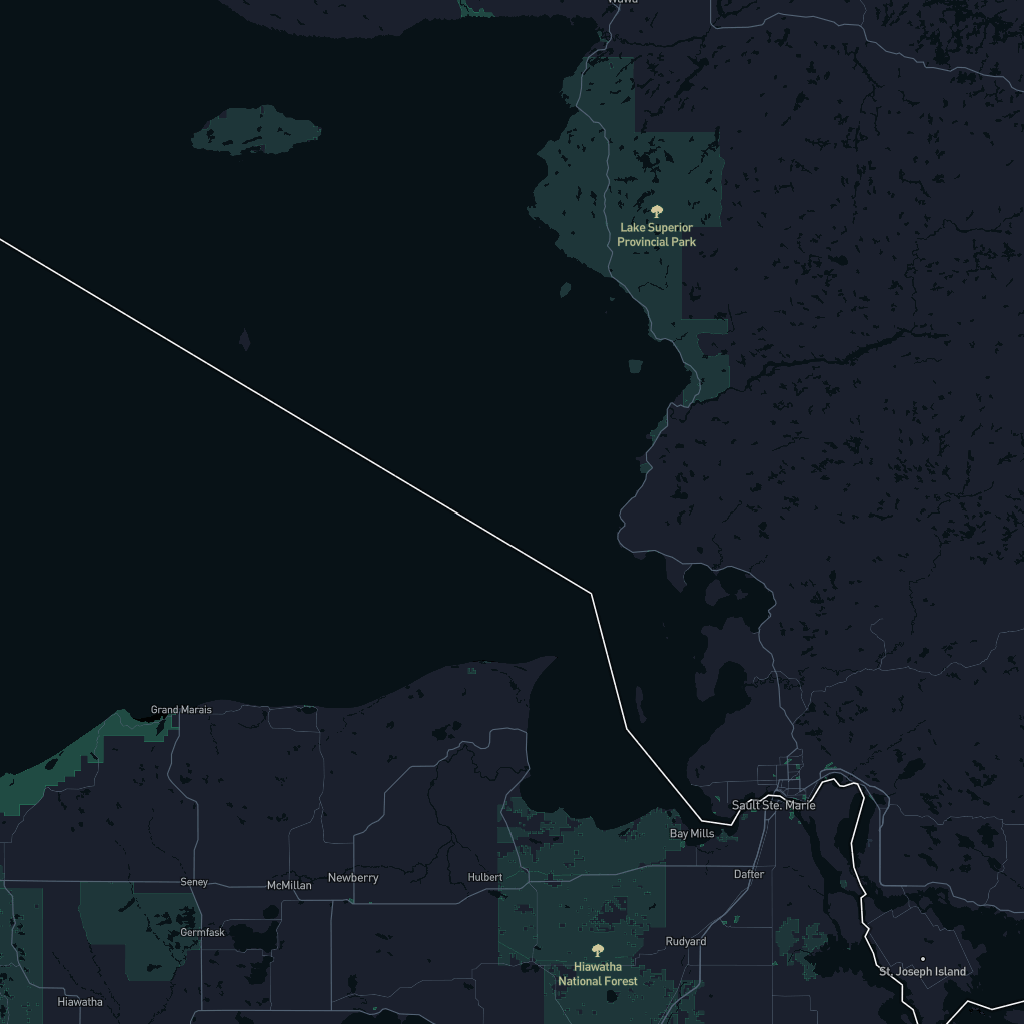 Wawa
Lake Superior
Provincial Park
Grand Marais
Sault Ste. Marie
Bay Mills
Seney
McMillan
Newberry
Hulbert
Dafter
Germfask
Rudyard
Hiawatha
National Forest
St. Joseph Island
Hiawatha